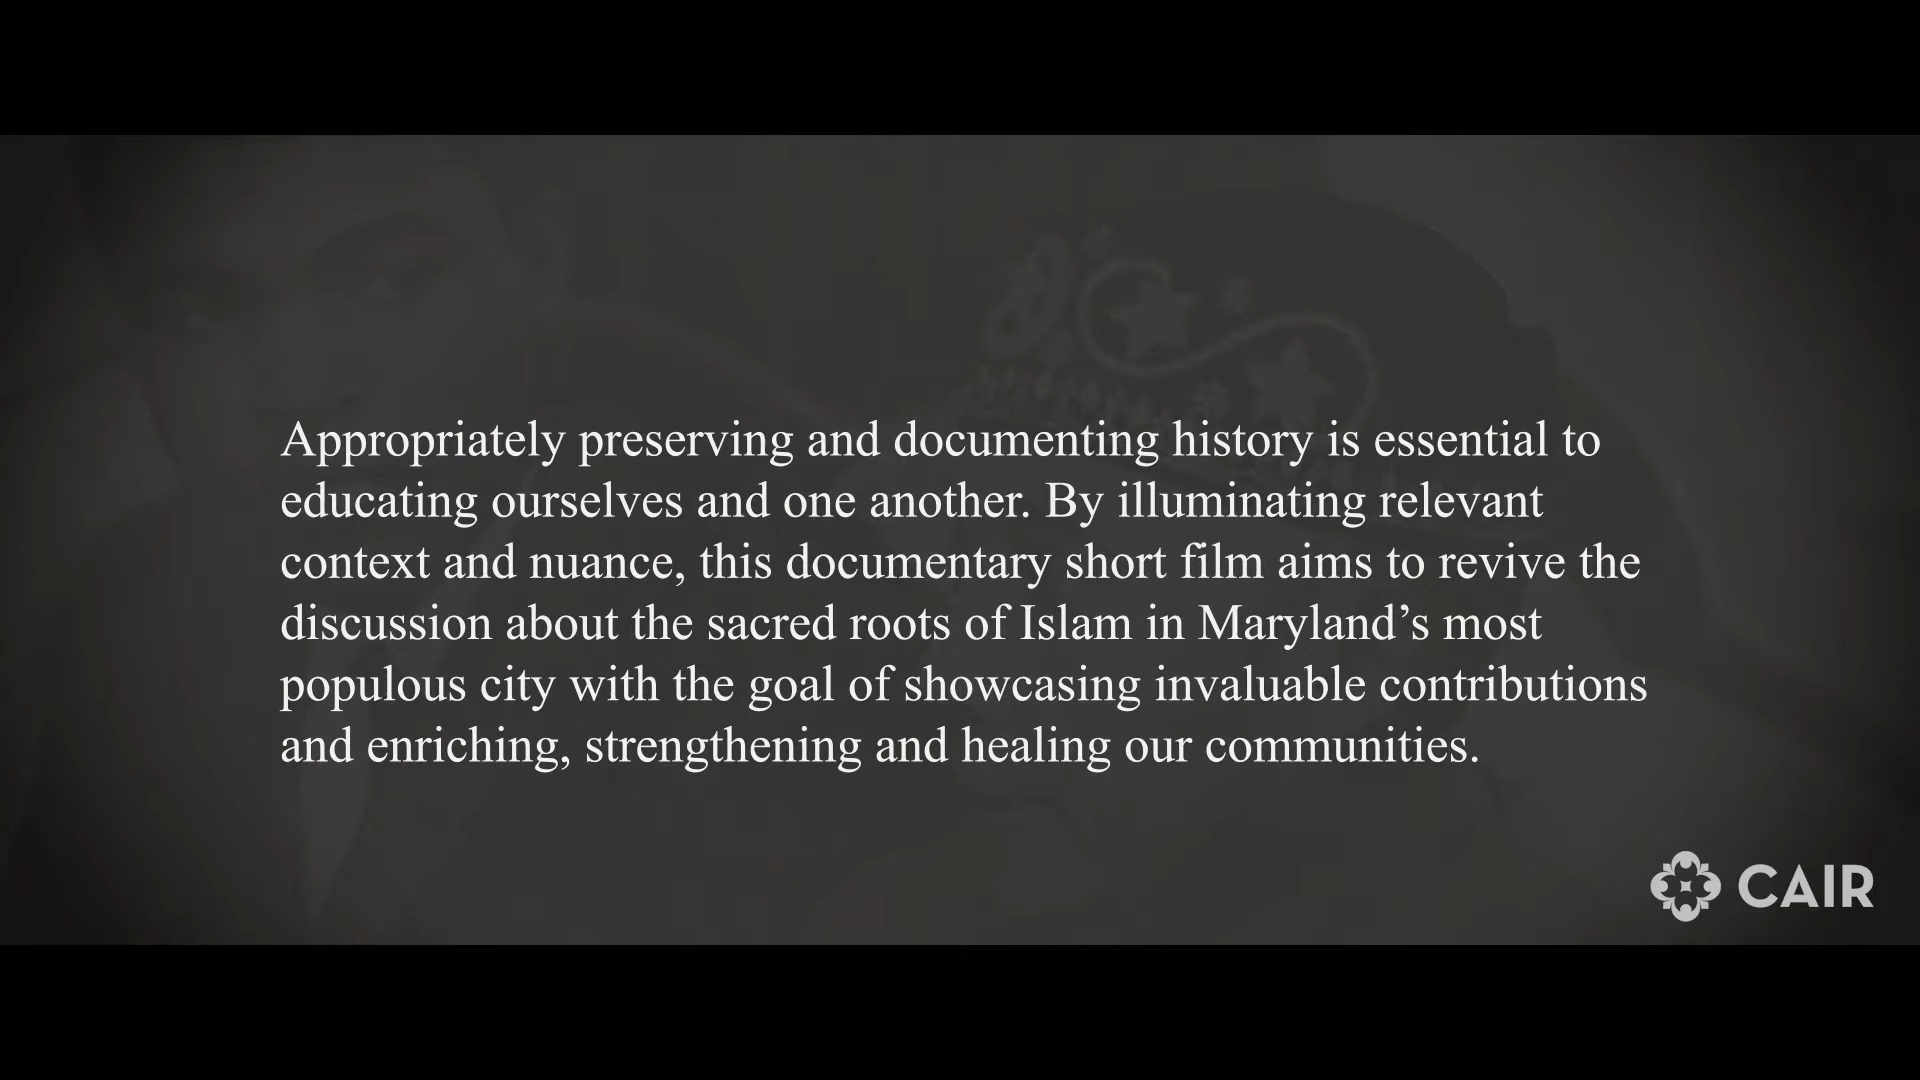 Appropriately preserving and documenting history is essential to
educating ourselves and one another. By illuminating relevant
context and nuance, this documentary short film aims to revive the
discussion about the sacred roots of Islam in Maryland’s most
populous city with the goal of showcasing invaluable contributions
and enriching, strengthening and healing our communities.
CAIR